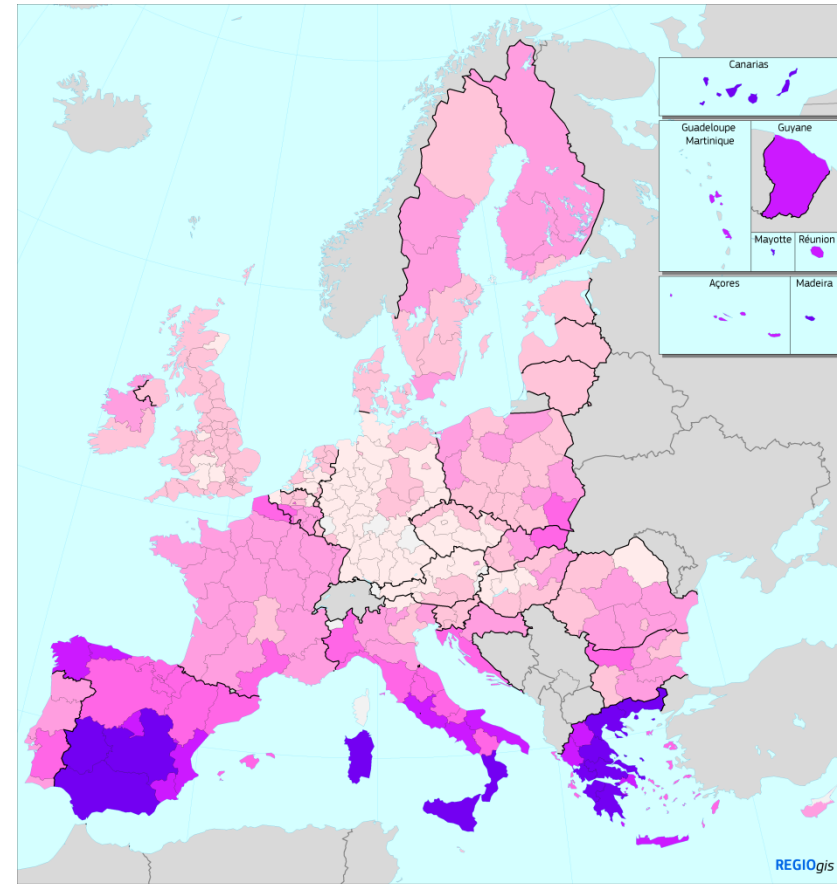 Canarias
Guadeloupe
Martinique
Guyane
Mayotte
Réunion
Açores
Madeira
REGIOgis